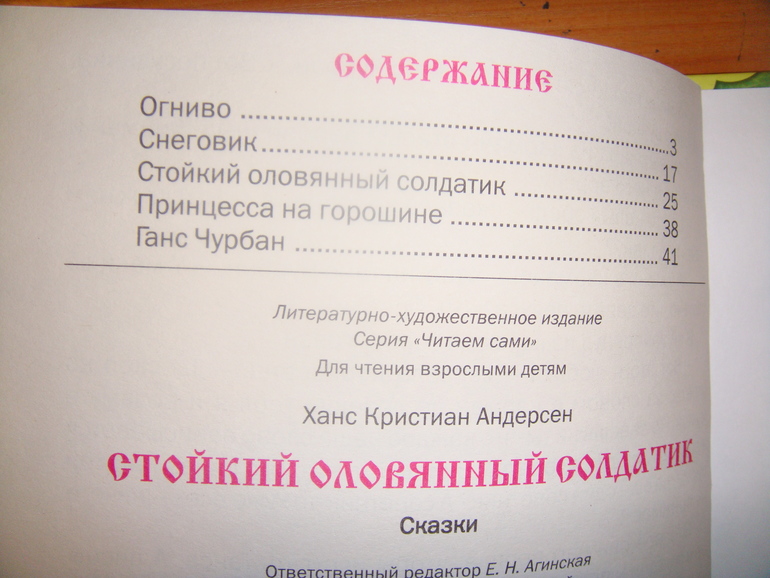 СОДЕРЖАНИЕ
Огниво ........................................................................3
Снеговик.....................................................................17
Стойкий оловянный солдатик ........................... 25
Принцесса на горошине ..................................... 38
Ганс Чурбан ................................................................ 41
Литературно-художественное издание
Серия «Читаем сами»
Для чтения взрослыми детям
Ханс Кристиан Андерсен
СТОЙКИЙ ОЛОВЯННЫЙ СОЛДАТИК
Сказки
Ответственный редактор Е. Н. Агинская